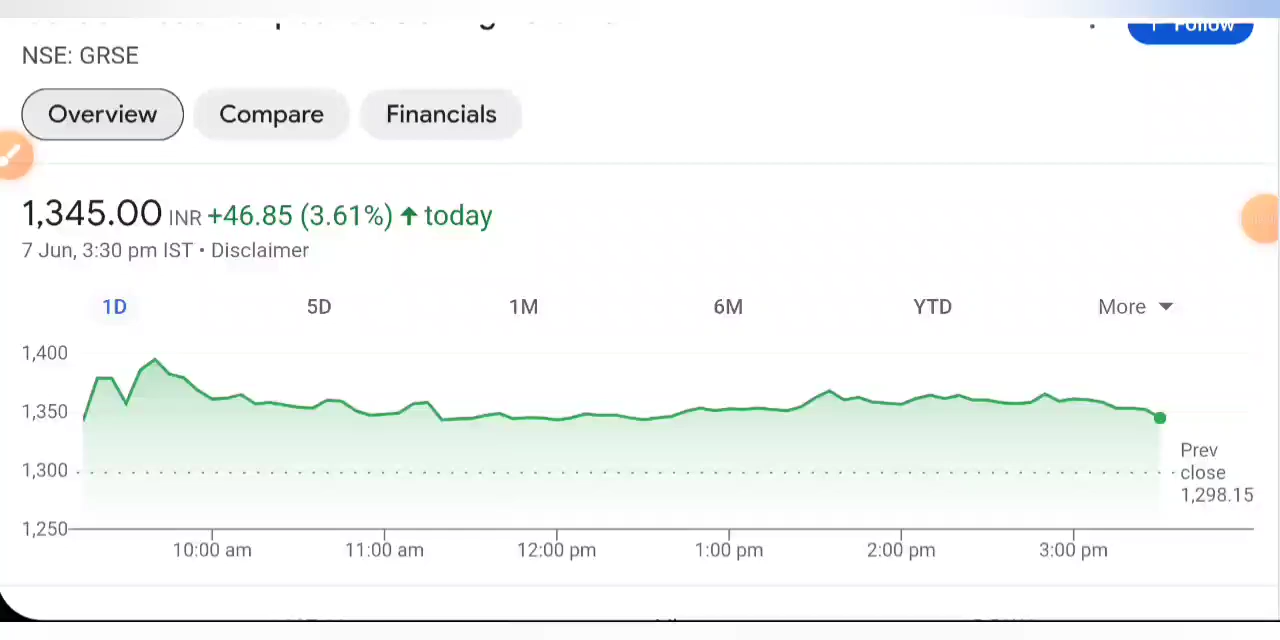 Follow
NSE: GRSE
Overview Compare Financials
1,345.00 INR +46.85 (3.61%) ↑ today
7 Jun, 3:30 pm IST • Disclaimer
1D 5D 1M 6M YTD More
1,400
1,350
1,300
1,250
Prev
close
1,298.15
10:00 am 11:00 am 12:00 pm 1:00 pm 2:00 pm 3:00 pm